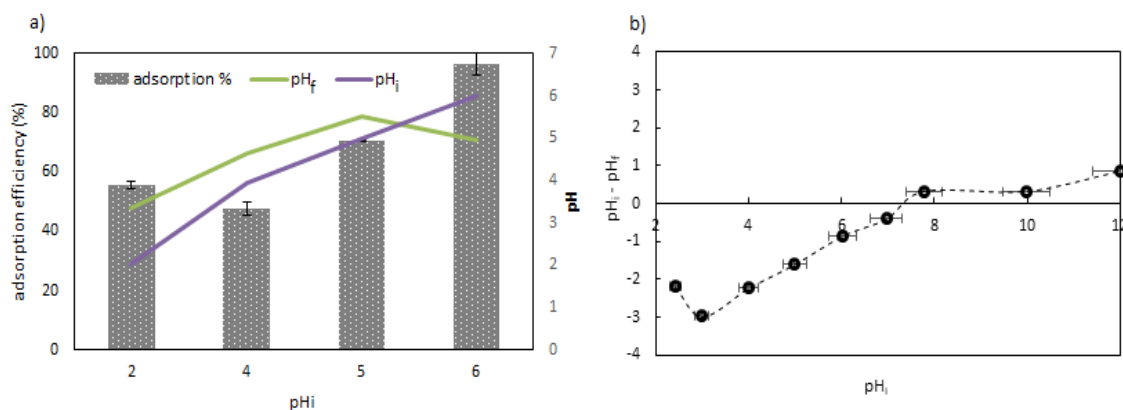 a)
100
80
60
40
20
0
adsorption efficiency (%)
adsorption %
pHf
pHi
7
6
5
4
3
2
1
0
pH
2 4 5 6
pHi
b)
4
3
2
1
0
-1
-2
-3
-4
pHi - pHf
2 4 6 8 10 12
pHi